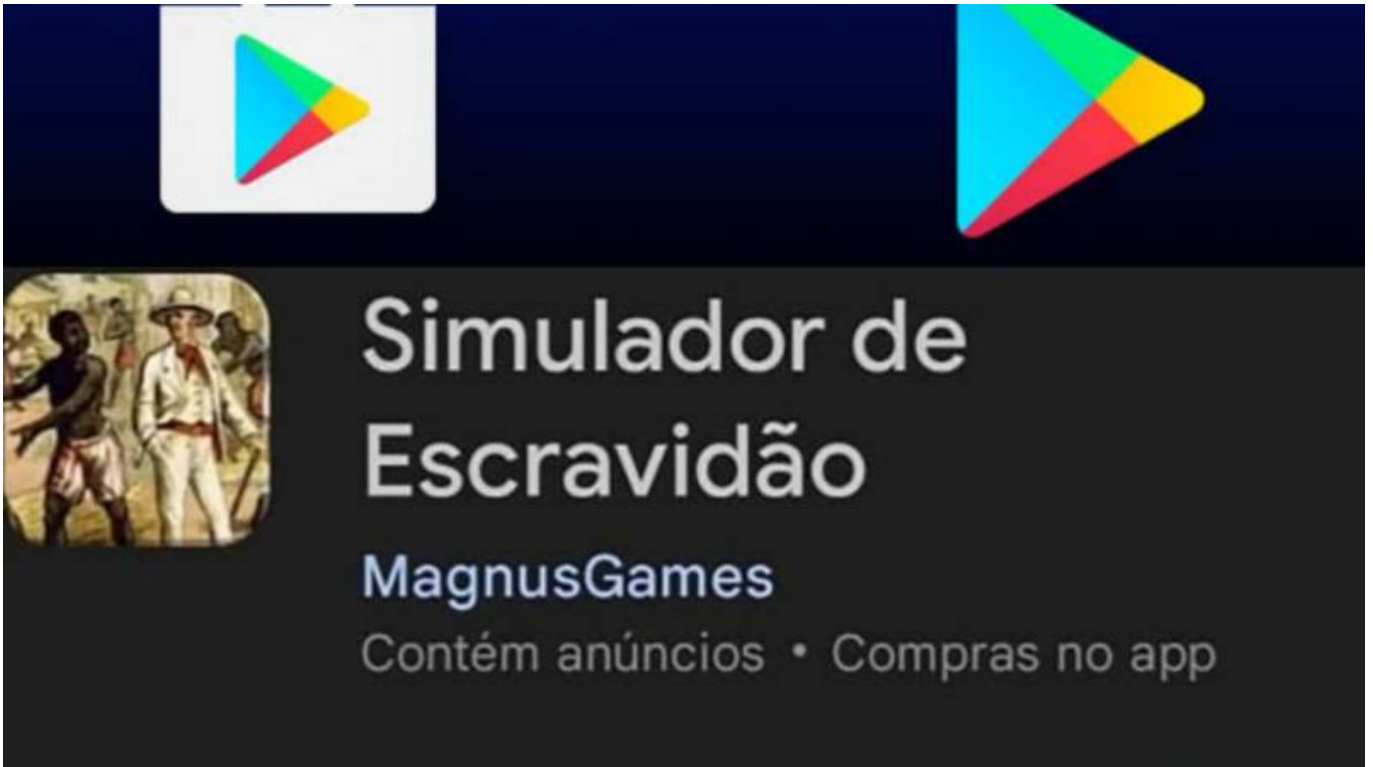 Simulador de
Escravidão
MagnusGames
Contém anúncios • Compras no app